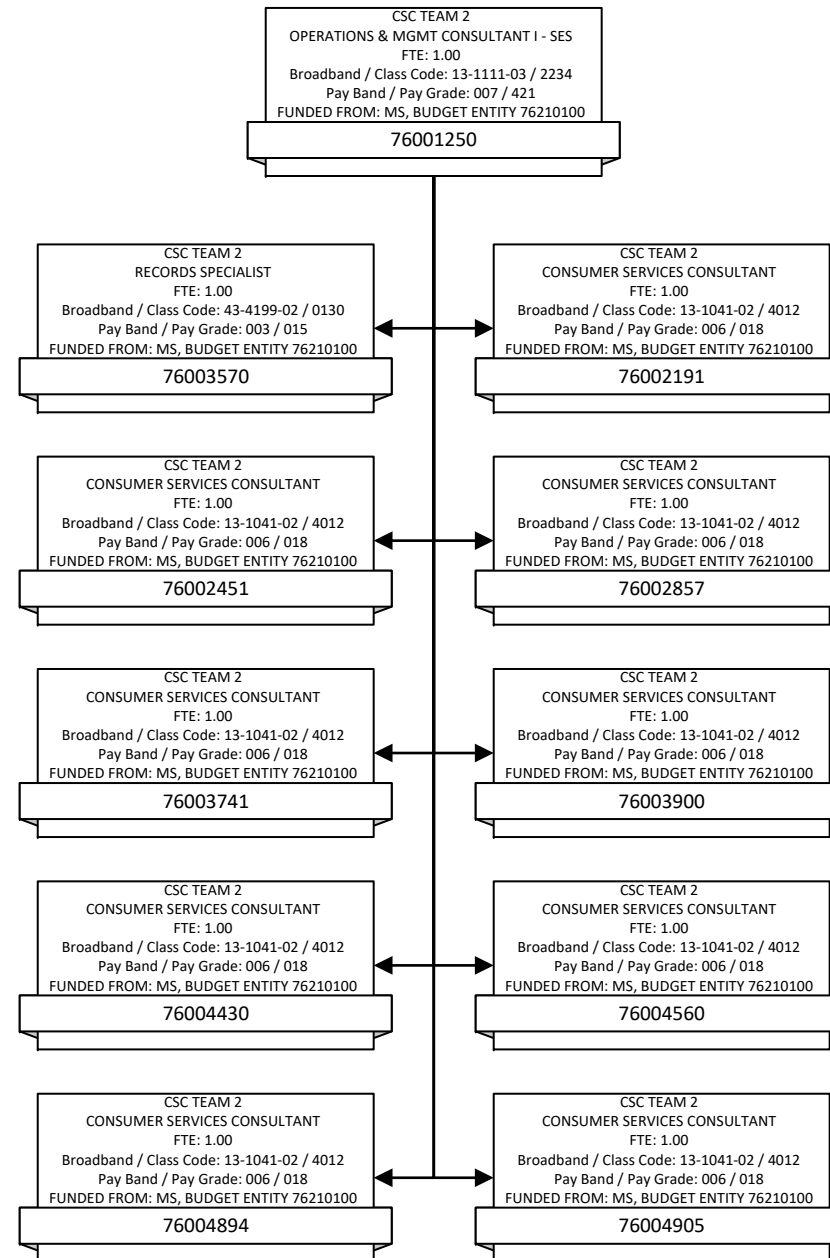 CSC TEAM 2
OPERATIONS & MGMT CONSULTANT I - SES
FTE: 1.00
Broadband / Class Code: 13-1111-03 / 2234
Pay Band / Pay Grade: 007 / 421
FUNDED FROM: MS, BUDGET ENTITY 76210100
76001250
CSC TEAM 2
RECORDS SPECIALIST
FTE: 1.00
Broadband / Class Code: 43-4199-02 / 0130
Pay Band / Pay Grade: 003 / 015
FUNDED FROM: MS, BUDGET ENTITY 76210100
76003570
CSC TEAM 2
CONSUMER SERVICES CONSULTANT
FTE: 1.00
Broadband / Class Code: 13-1041-02 / 4012
Pay Band / Pay Grade: 006 / 018
FUNDED FROM: MS, BUDGET ENTITY 76210100
76002191
CSC TEAM 2
CONSUMER SERVICES CONSULTANT
FTE: 1.00
Broadband / Class Code: 13-1041-02 / 4012
Pay Band / Pay Grade: 006 / 018
FUNDED FROM: MS, BUDGET ENTITY 76210100
76002451
CSC TEAM 2
CONSUMER SERVICES CONSULTANT
FTE: 1.00
Broadband / Class Code: 13-1041-02 / 4012
Pay Band / Pay Grade: 006 / 018
FUNDED FROM: MS, BUDGET ENTITY 76210100
76002857
CSC TEAM 2
CONSUMER SERVICES CONSULTANT
FTE: 1.00
Broadband / Class Code: 13-1041-02 / 4012
Pay Band / Pay Grade: 006 / 018
FUNDED FROM: MS, BUDGET ENTITY 76210100
76003741
CSC TEAM 2
CONSUMER SERVICES CONSULTANT
FTE: 1.00
Broadband / Class Code: 13-1041-02 / 4012
Pay Band / Pay Grade: 006 / 018
FUNDED FROM: MS, BUDGET ENTITY 76210100
76003900
CSC TEAM 2
CONSUMER SERVICES CONSULTANT
FTE: 1.00
Broadband / Class Code: 13-1041-02 / 4012
Pay Band / Pay Grade: 006 / 018
FUNDED FROM: MS, BUDGET ENTITY 76210100
76004430
CSC TEAM 2
CONSUMER SERVICES CONSULTANT
FTE: 1.00
Broadband / Class Code: 13-1041-02 / 4012
Pay Band / Pay Grade: 006 / 018
FUNDED FROM: MS, BUDGET ENTITY 76210100
76004560
CSC TEAM 2
CONSUMER SERVICES CONSULTANT
FTE: 1.00
Broadband / Class Code: 13-1041-02 / 4012
Pay Band / Pay Grade: 006 / 018
FUNDED FROM: MS, BUDGET ENTITY 76210100
76004894
CSC TEAM 2
CONSUMER SERVICES CONSULTANT
FTE: 1.00
Broadband / Class Code: 13-1041-02 / 4012
Pay Band / Pay Grade: 006 / 018
FUNDED FROM: MS, BUDGET ENTITY 76210100
76004905